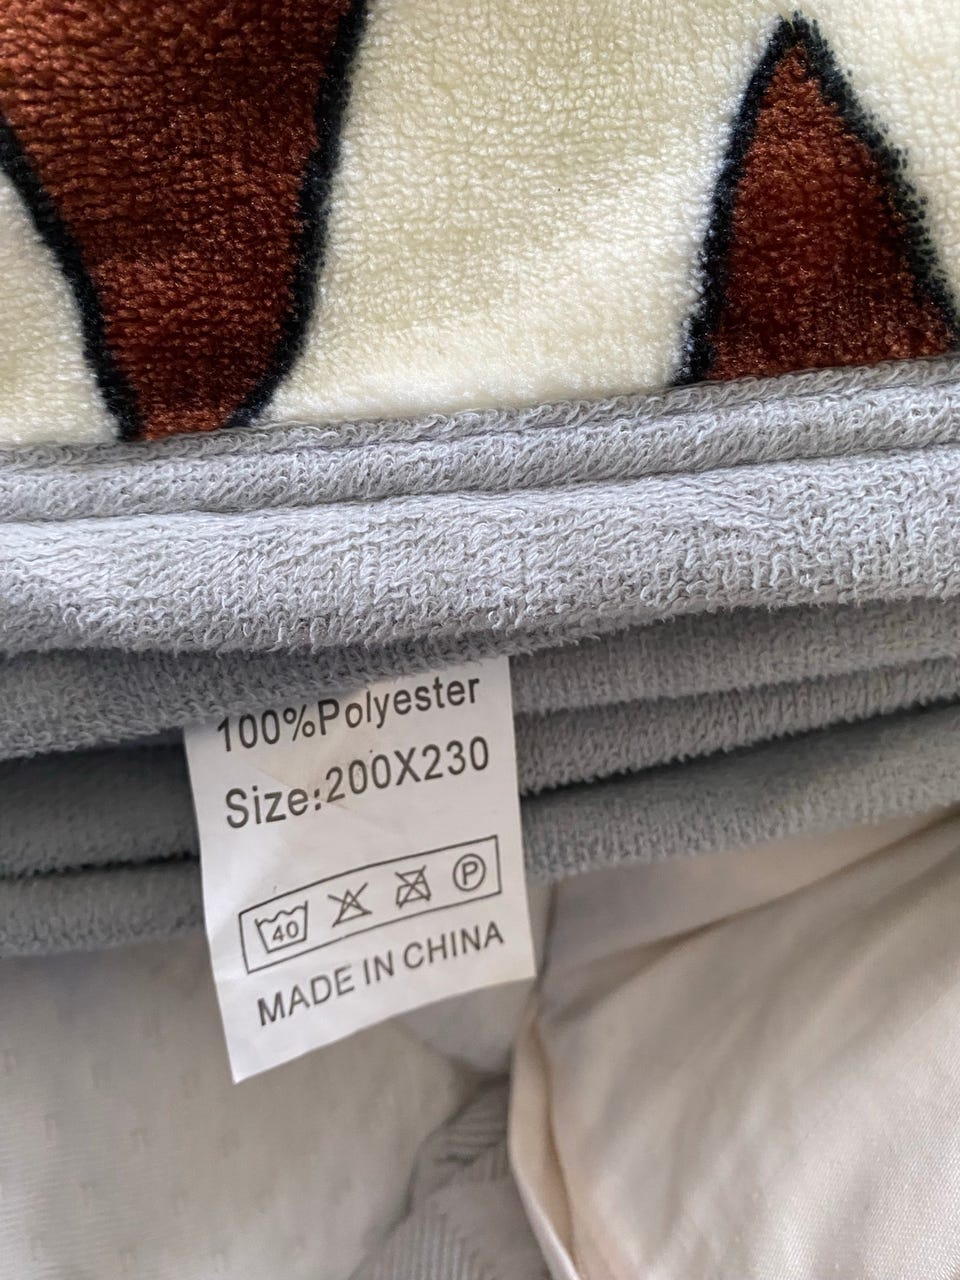 100%Polyester
Size:200X230
40 P
MADE IN CHINA